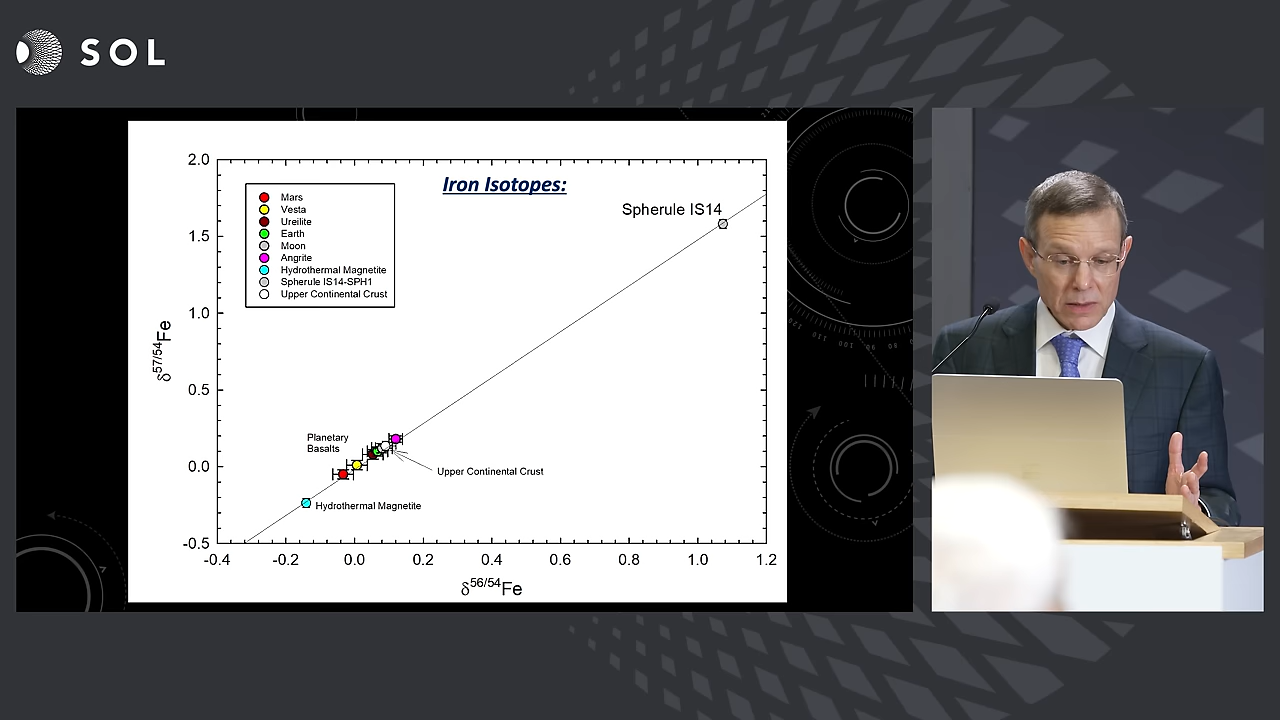 SOL
Iron Isotopes:
Spherule IS14
Mars
Vesta
Ureilite
Earth
Moon
Angrite
Hydrothermal Magnetite
Spherule IS14-SPH1
Upper Continental Crust
2.0
1.5
1.0
0.5
0.0
-0.5
δ57/54Fe
Planetary
Basalts
Upper Continental Crust
Hydrothermal Magnetite
-0.4 -0.2 0.0 0.2 0.4 0.6 0.8 1.0 1.2
δ56/54Fe